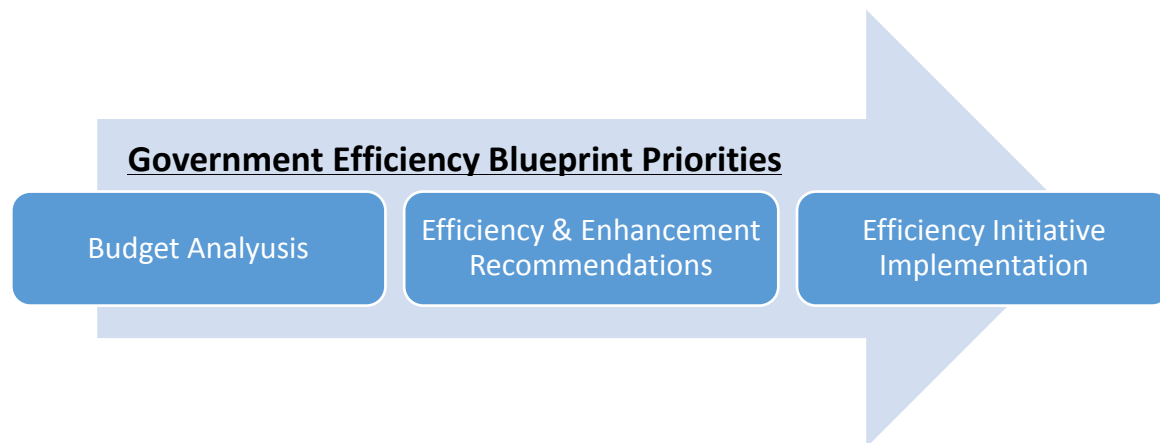 Government Efficiency Blueprint Priorities
Budget Analyusis
Efficiency & Enhancement
Recommendations
Efficiency Initiative
Implementation